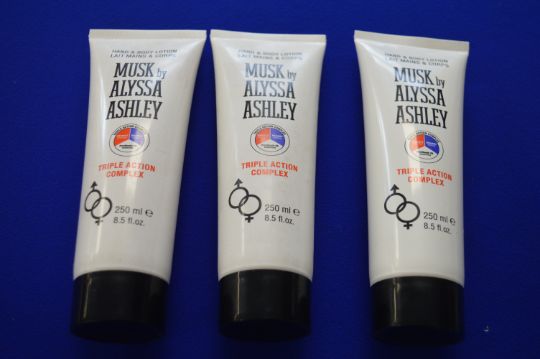 HAND & BODY LOTION
LAIT MAINS & CORPS
MUSK by
ALYSSA
ASHLEY
TRIPLE ACTION
COMPLEX
250 ml e
8.5 fl.oz.
HAND & BODY LOTION
LAIT MAINS & CORPS
MUSK by
ALYSSA
ASHLEY
TRIPLE ACTION
COMPLEX
250 ml e
8.5 fl.oz.
HAND & BODY LOTION
LAIT MAINS & CORPS
MUSK by
ALYSSA
ASHLEY
TRIPLE ACTION
COMPLEX
250 ml e
8.5 fl.oz.